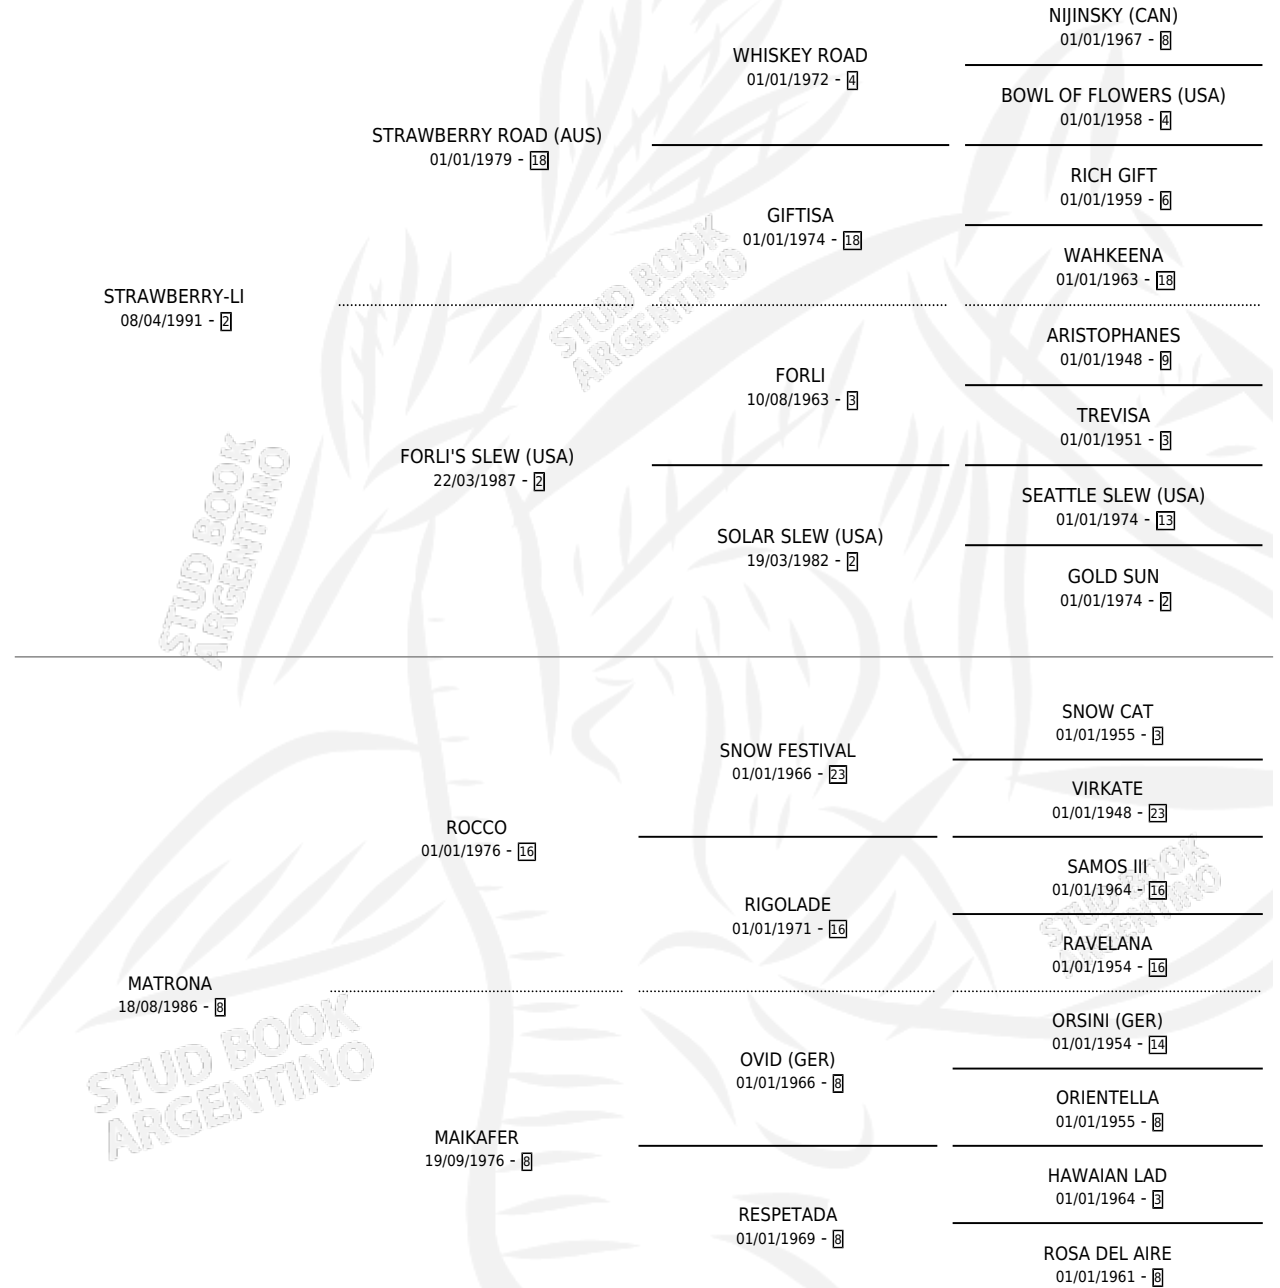 NIJINSKY (CAN)
01/01/1967 - 8
WHISKEY ROAD
01/01/1972 - 4
BOWL OF FLOWERS (USA)
01/01/1958 - 4
STRAWBERRY ROAD (AUS)
01/01/1979 - 18
RICH GIFT
01/01/1959 - 6
GIFTISA
01/01/1974 - 18
WAHKEENA
01/01/1963 - 18
STRAWBERRY-LI
08/04/1991 - 2
STUD BOOK
ARGENTINO
ARISTOPHANES
01/01/1948 - 9
FORLI
10/08/1963 - 3
TREVISA
01/01/1951 - 3
FORLI'S SLEW (USA)
22/03/1987 - 2
SEATTLE SLEW (USA)
01/01/1974 - 13
SOLAR SLEW (USA)
19/03/1982 - 2
GOLD SUN
01/01/1974 - 2
STUD BOOK
ARGENTINO
SNOW CAT
01/01/1955 - 3
SNOW FESTIVAL
01/01/1966 - 23
VIRKATE
01/01/1948 - 23
ROCCO
01/01/1976 - 16
SAMOS III
01/01/1964 - 16
RIGOLADE
01/01/1971 - 16
RAVELANA
01/01/1954 - 16
STUD BOOK
ARGENTINO
MATRONA
18/08/1986 - 8
ORSINI (GER)
01/01/1954 - 14
OVID (GER)
01/01/1966 - 8
ORIENTELLA
01/01/1955 - 8
STUD BOOK
ARGENTINO
MAIKAFER
19/09/1976 - 8
HAWAIAN LAD
01/01/1964 - 3
RESPETADA
01/01/1969 - 8
ROSA DEL AIRE
01/01/1961 - 8